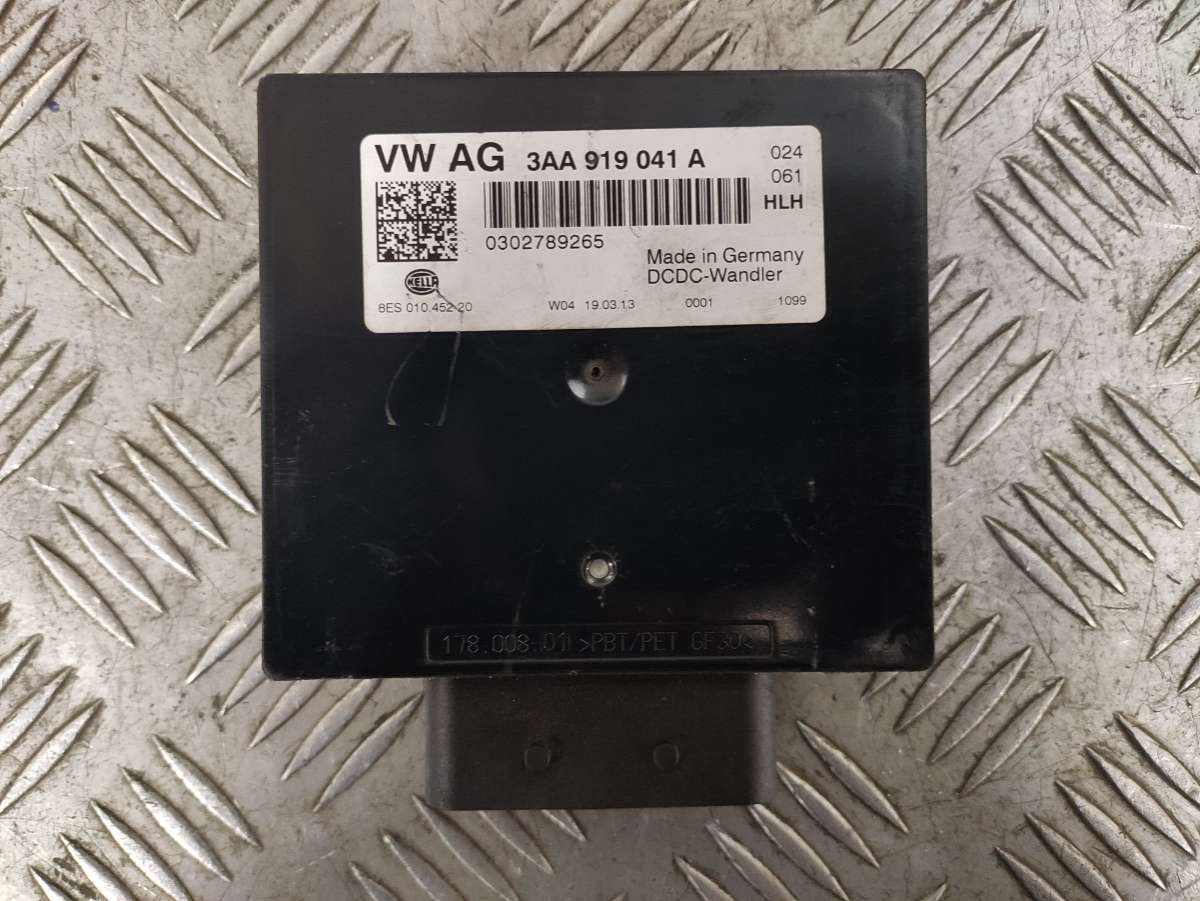 VW AG 3AA 919 041 A 024
061
HLH
0302789265
Made in Germany
DCDC-Wandler
HELLA
8ES 010.452-20 W04 19.03.13 0001 1099
178.008-01 >PBT/PET GF30<